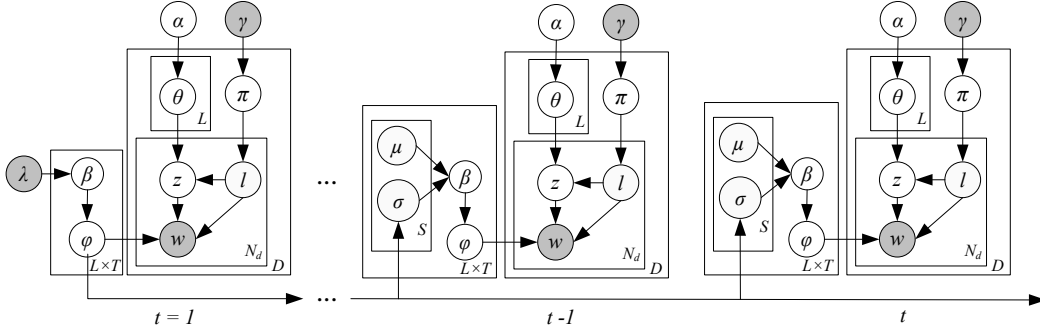 α γ α γ α γ
θ π θ π θ π
L L L
μ μ
λ β z l ... β z l β z l
σ σ
S S
φ w φ w φ w
N_d N_d N_d
L×T D L×T D L×T D
...
t = 1 t-1 t